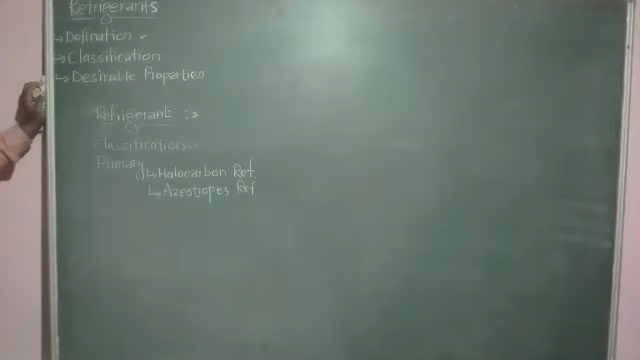 Refrigerants
↳ Defination ✓
↳ Classification
↳ Desirable Properties
Refrigerant :→
Classification :-
Primary
↳ Halocarbon Ref
↳ Azeotropes Ref